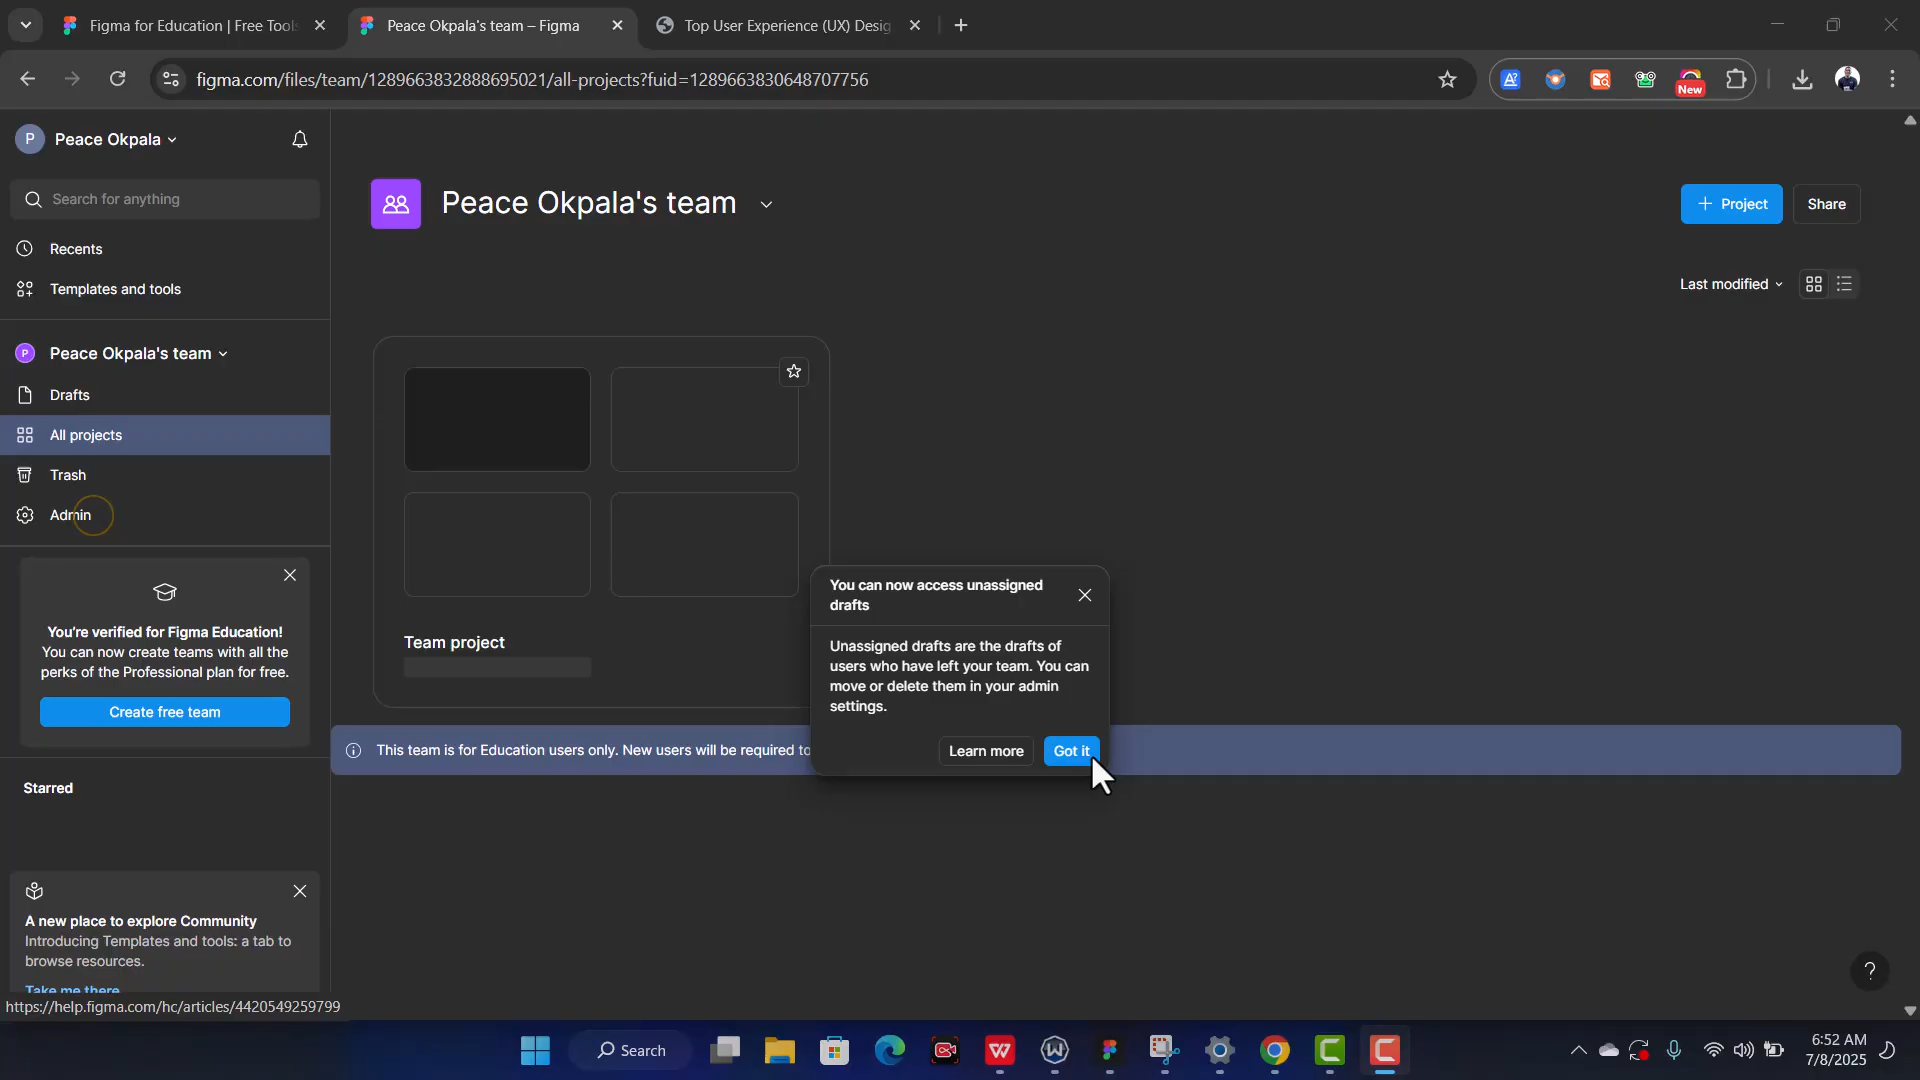 Figma for Education | Free Tools
Peace Okpala's team – Figma
Top User Experience (UX) Desig
figma.com/files/team/1289663832888695021/all-projects?fuid=1289663830648707756
New
P
Peace Okpala
Search for anything
Recents
Templates and tools
P
Peace Okpala's team
Drafts
All projects
Trash
Admin
You're verified for Figma Education!
You can now create teams with all the
perks of the Professional plan for free.
Create free team
Starred
A new place to explore Community
Introducing Templates and tools: a tab to
browse resources.
Take me there
https://help.figma.com/hc/articles/4420549259799
Peace Okpala's team
Project
Share
Last modified
Team project
This team is for Education users only. New users will be required to
You can now access unassigned
drafts
Unassigned drafts are the drafts of
users who have left your team. You can
move or delete them in your admin
settings.
Learn more
Got it
?
Search
6:52 AM
7/8/2025